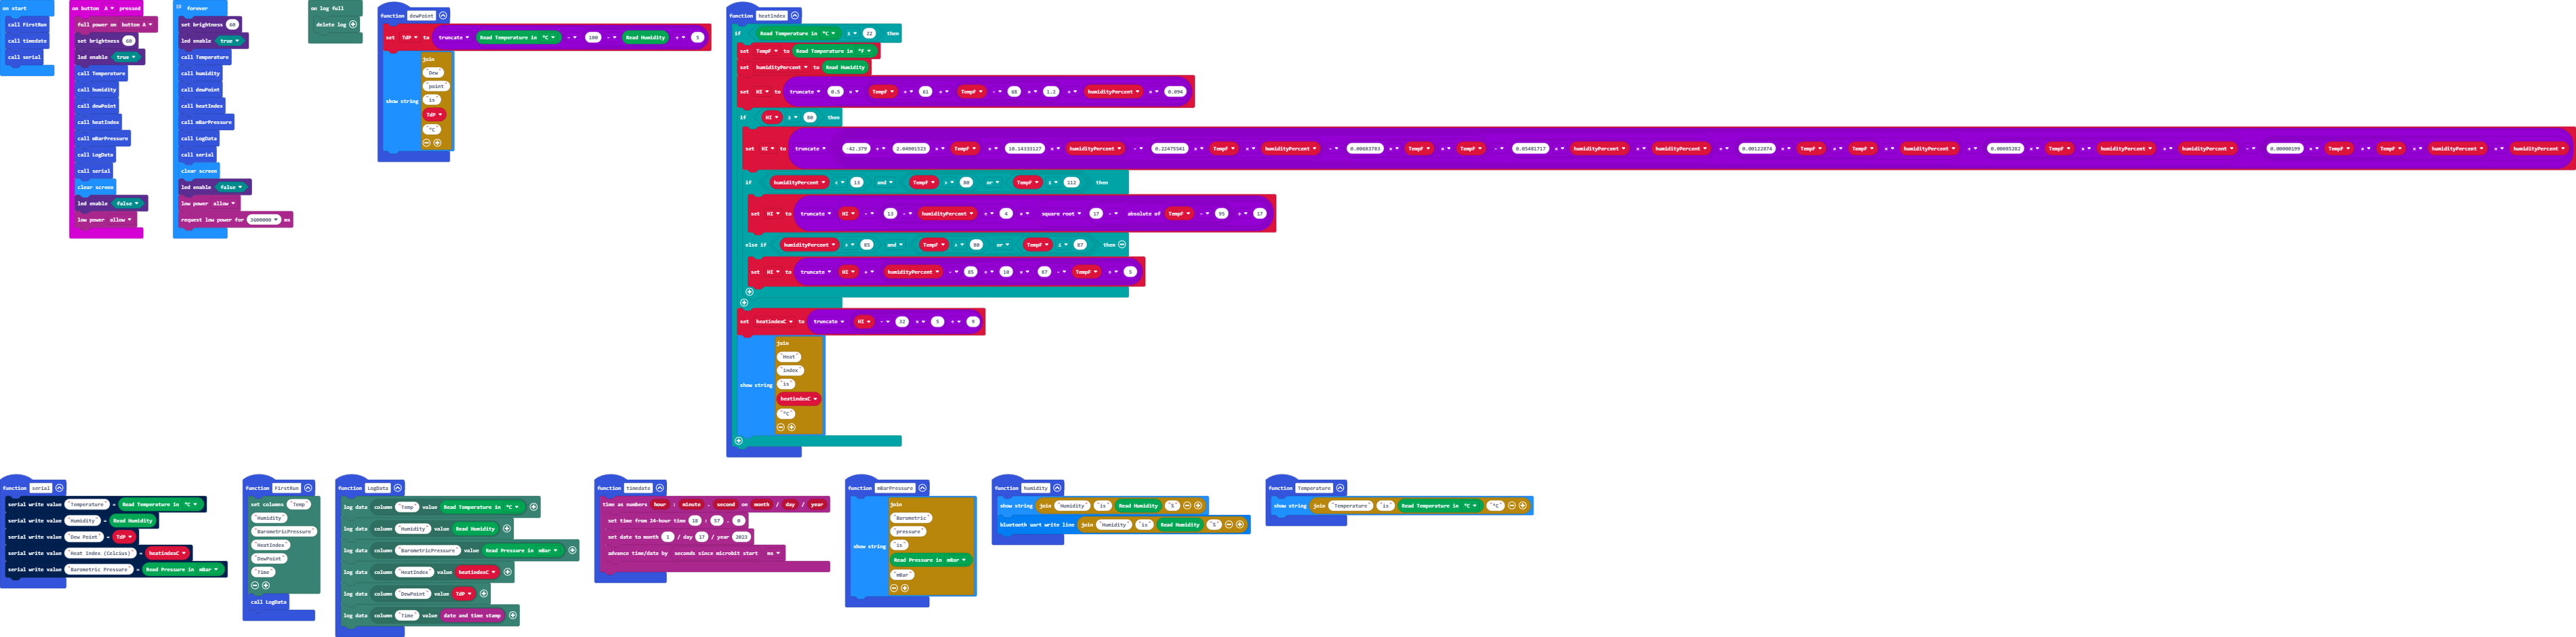 on start
call FirstRun
call timedate
call serial
on button A pressed
full power on button A
set brightness 60
led enable true
call Temperature
call humidity
call dewPoint
call heatIndex
call mBarPressure
call LogData
call serial
clear screen
led enable false
low power allow
forever
set brightness 60
led enable true
call Temperature
call humidity
call dewPoint
call heatIndex
call mBarPressure
call LogData
call serial
clear screen
led enable false
low power allow
request low power for 3600000 ms
on log full
delete log
function dewPoint
set TdP to truncate Read Temperature in °C - 100 - Read Humidity ÷ 5
show string
join
Dew
point
is
TdP
°C
function heatIndex
if Read Temperature in °C ≥ 22 then
set TempF to Read Temperature in °F
set humidityPercent to Read Humidity
set HI to truncate 0.5 × TempF + 61 + TempF - 68 × 1.2 + humidityPercent × 0.094
if HI ≥ 80 then
set HI to truncate -42.379 + 2.04901523 × TempF + 10.14333127 × humidityPercent - 0.22475541 × TempF × humidityPercent - 0.00683783 × TempF × TempF - 0.05481717 × humidityPercent × humidityPercent + 0.00122874 × TempF × TempF × humidityPercent + 0.00085282 × TempF × humidityPercent × humidityPercent - 0.00000199 × TempF × TempF × humidityPercent × humidityPercent
if humidityPercent < 13 and TempF > 80 or TempF ≤ 112 then
set HI to truncate HI - 13 - humidityPercent ÷ 4 × square root 17 - absolute of TempF - 95 ÷ 17
else if humidityPercent > 85 and TempF > 80 or TempF ≤ 87 then
set HI to truncate HI + humidityPercent - 85 ÷ 10 × 87 - TempF ÷ 5
set heatindexC to truncate HI - 32 × 5 ÷ 9
show string
join
Heat
index
is
heatindexC
°C
function serial
serial write value Temperature = Read Temperature in °C
serial write value Humidity = Read Humidity
serial write value Dew Point = TdP
serial write value Heat Index (Celcius) = heatindexC
serial write value Barometric Pressure = Read Pressure in mBar
function FirstRun
set columns Temp
Humidity
BarometricPressure
HeatIndex
DewPoint
Time
call LogData
function LogData
log data column Temp value Read Temperature in °C
log data column Humidity value Read Humidity
log data column BarometricPressure value Read Pressure in mBar
log data column HeatIndex value heatindexC
log data column DewPoint value TdP
log data column Time value date and time stamp
function timedate
time as numbers hour : minute . second on month / day / year
set time from 24-hour time 18 : 57 . 0
set date to month 1 / day 17 / year 2023
advance time/date by seconds since microbit start ms
function mBarPressure
show string
join
Barometric
pressure
is
Read Pressure in mBar
mBar
function humidity
show string join Humidity is Read Humidity %
bluetooth uart write line join Humidity is Read Humidity %
function Temperature
show string join Temperature is Read Temperature in °C °C